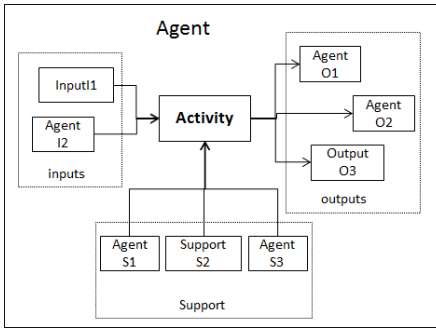 Agent
InputI1
Agent
I2
inputs
Activity
Agent
O1
Agent
O2
Output
O3
outputs
Agent
S1
Support
S2
Agent
S3
Support